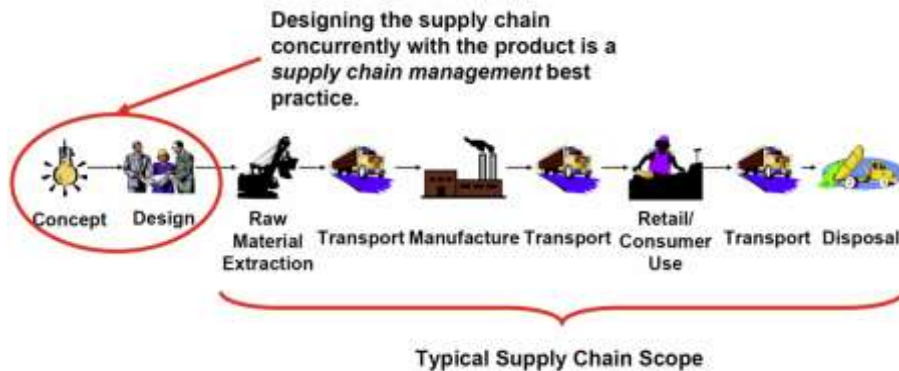 Designing the supply chain
concurrently with the product is a
supply chain management best
practice.
Concept
Design
Raw
Material
Extraction
Transport
Manufacture
Transport
Retail/
Consumer
Use
Transport
Disposal
Typical Supply Chain Scope